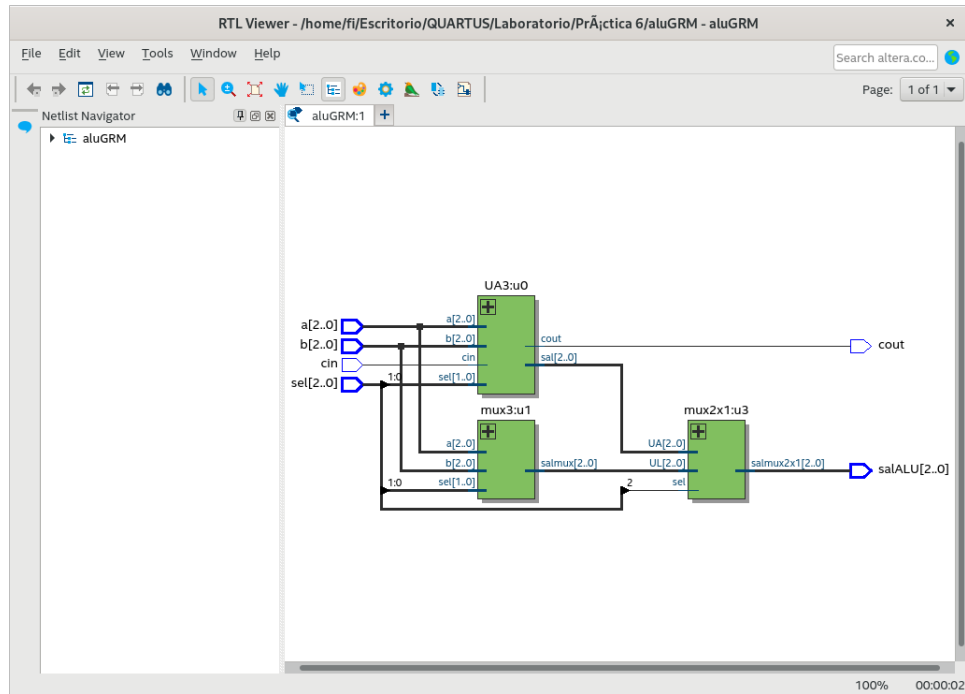 RTL Viewer - /home/fi/Escritorio/QUARTUS/Laboratorio/PrÃ¡ctica 6/aluGRM - aluGRM
File Edit View Tools Window Help
Search altera.co...
Page: 1 of 1
Netlist Navigator
aluGRM:1
aluGRM
UA3:u0
a[2..0]
b[2..0]
cin
sel[2..0]
1:0
a[2..0]
b[2..0]
cin
sel[1..0]
cout
sal[2..0]
cout
mux3:u1
a[2..0]
b[2..0]
sel[1..0]
1:0
salmux[2..0]
mux2x1:u3
UA[2..0]
UL[2..0]
sel
2
salmux2x1[2..0]
salALU[2..0]
100% 00:00:02